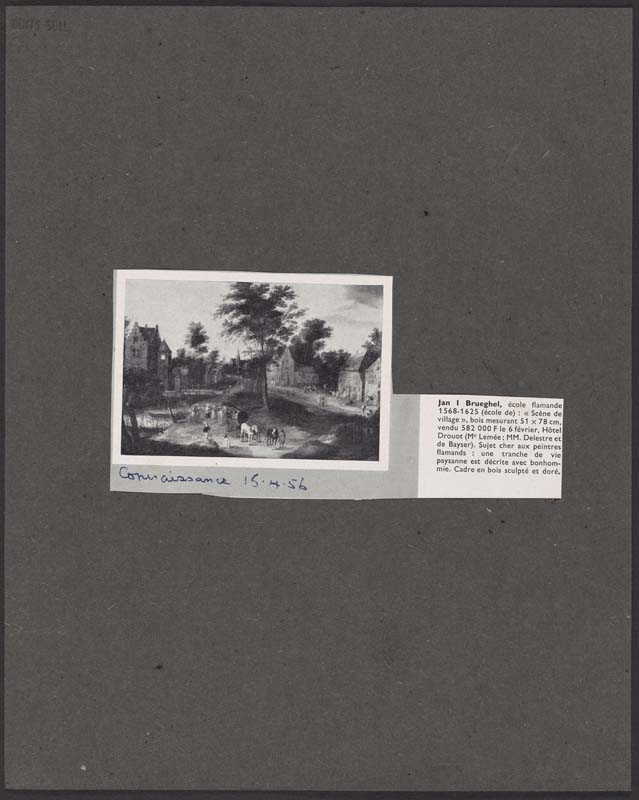 Jan I Brueghel, école flamande
1568-1625 (école de) : « Scène de
village », bois mesurant 51 × 78 cm,
vendu 582 000 F le 6 février, Hôtel
Drouot (Me Lemée ; MM. Delestre et
de Bayser). Sujet cher aux peintres
flamands : une tranche de vie
paysanne est décrite avec bonhom-
mie. Cadre en bois sculpté et doré.
Connaissance 15.4.56